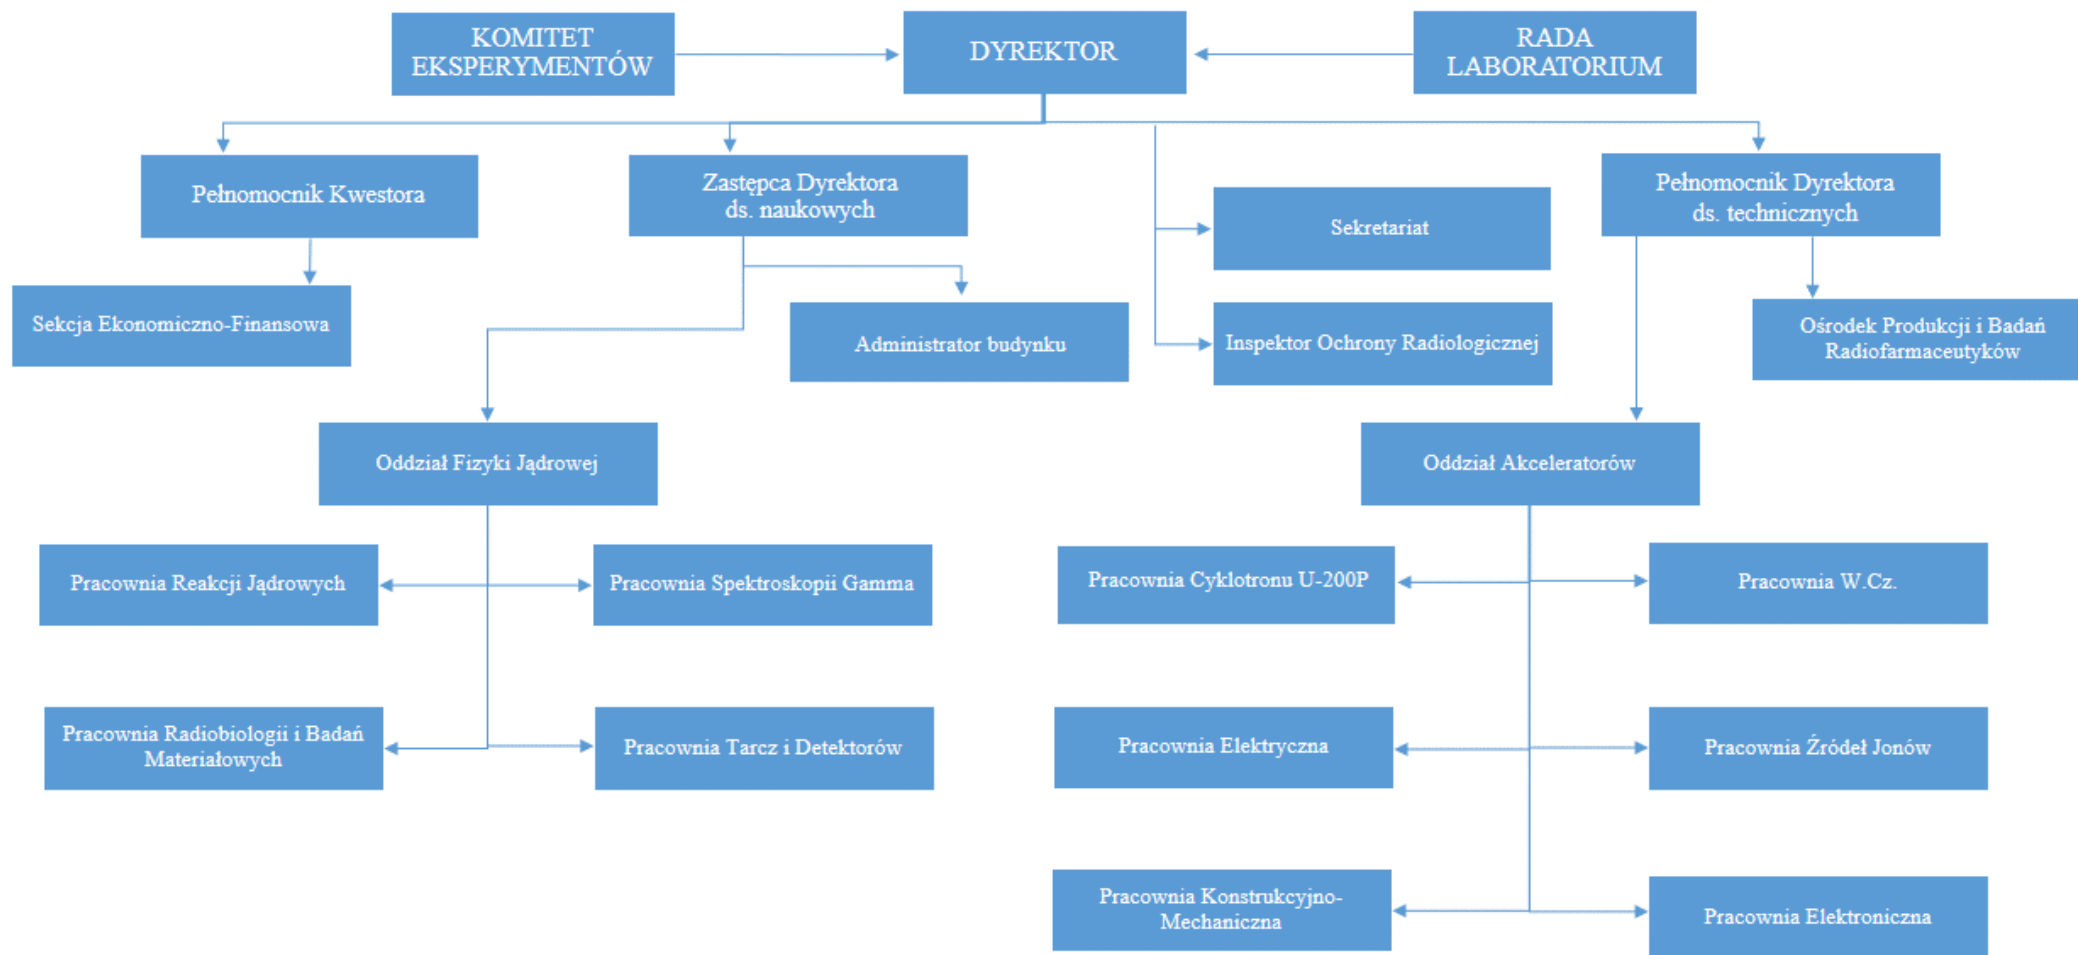 KOMITET
EKSPERYMENTÓW
DYREKTOR
RADA
LABORATORIUM
Pełnomocnik Kwestora
Zastępca Dyrektora
ds. naukowych
Pełnomocnik Dyrektora
ds. technicznych
Sekretariat
Sekcja Ekonomiczno-Finansowa
Administrator budynku
Inspektor Ochrony Radiologicznej
Ośrodek Produkcji i Badań
Radiofarmaceutyków
Oddział Fizyki Jądrowej
Oddział Akceleratorów
Pracownia Reakcji Jądrowych
Pracownia Spektroskopii Gamma
Pracownia Cyklotronu U-200P
Pracownia W.Cz.
Pracownia Radiobiologii i Badań
Materiałowych
Pracownia Tarcz i Detektorów
Pracownia Elektryczna
Pracownia Źródeł Jonów
Pracownia Konstrukcyjno-
Mechaniczna
Pracownia Elektroniczna